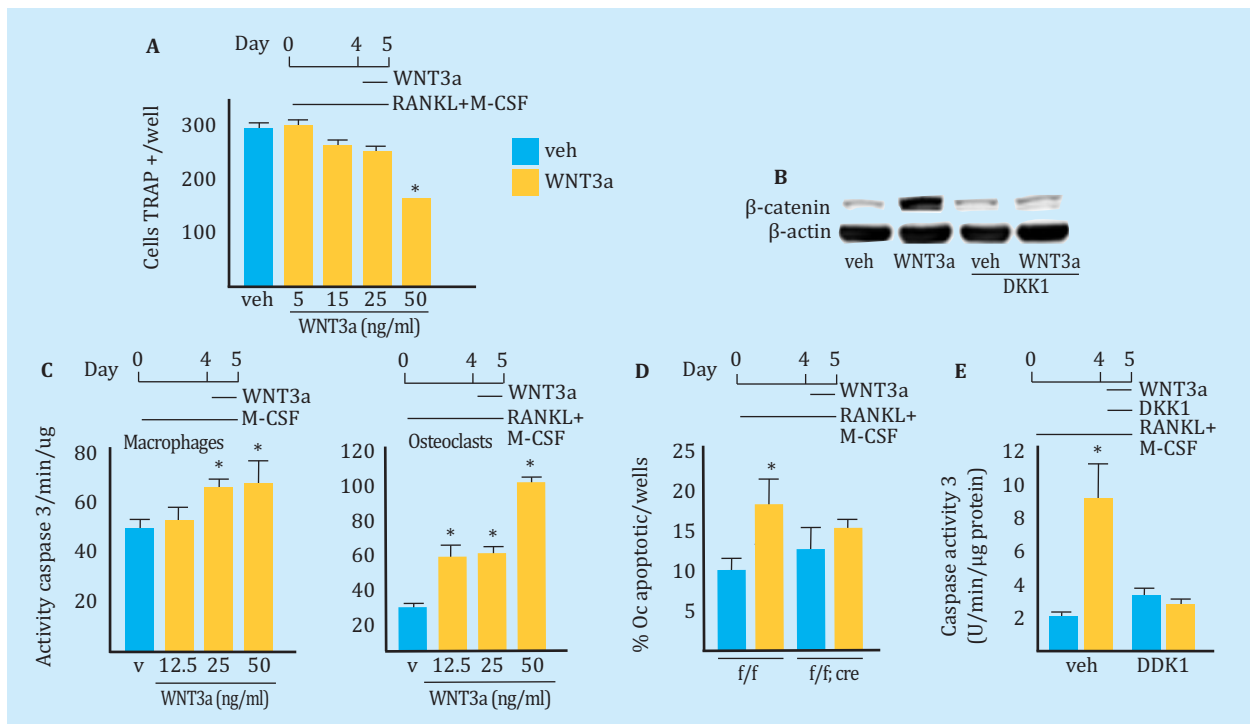 A
Day 0 4 5
WNT3a
RANKL+M-CSF
Cells TRAP +/well
300
200
100
*
veh
WNT3a
veh 5 15 25 50
WNT3a (ng/ml)
B
β-catenin
β-actin
veh WNT3a veh WNT3a
DKK1
C
Day 0 4 5
WNT3a
M-CSF
Macrophages
Activity caspase 3/min/ug
80
60
40
20
* *
v 12.5 25 50
WNT3a (ng/ml)
0 4 5
WNT3a
RANKL+
M-CSF
Osteoclasts
120
100
80
60
40
20
* * *
v 12.5 25 50
WNT3a (ng/ml)
D
Day 0 4 5
WNT3a
RANKL+
M-CSF
% Oc apoptotic/wells
25
20
15
10
5
*
f/f f/f; cre
E
0 4 5
WNT3a
DKK1
RANKL+
M-CSF
Caspase activity 3
(U/min/μg protein)
12
10
8
6
4
2
*
veh DDK1